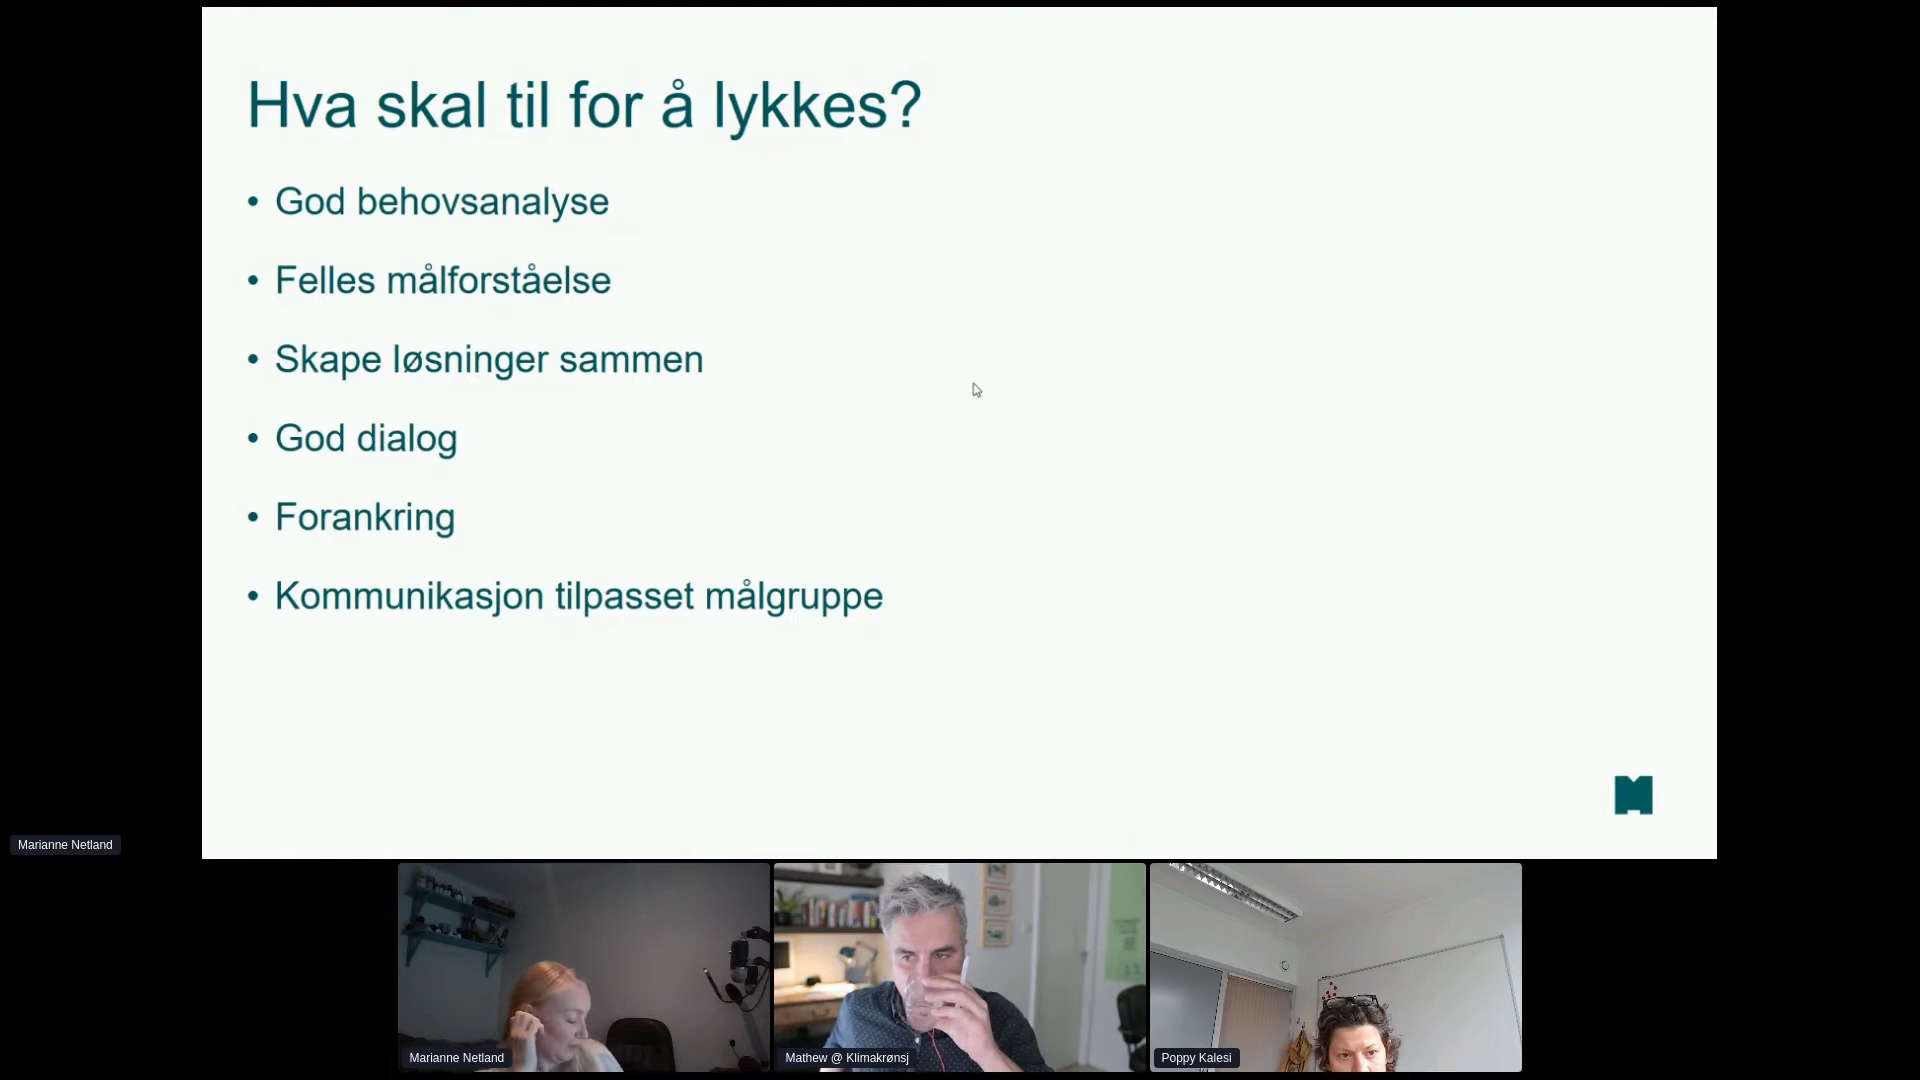 Hva skal til for å lykkes?
• God behovsanalyse
• Felles målforståelse
• Skape løsninger sammen
• God dialog
• Forankring
• Kommunikasjon tilpasset målgruppe
Marianne Netland
Marianne Netland
Mathew @ Klimakrønsj
Poppy Kalesi